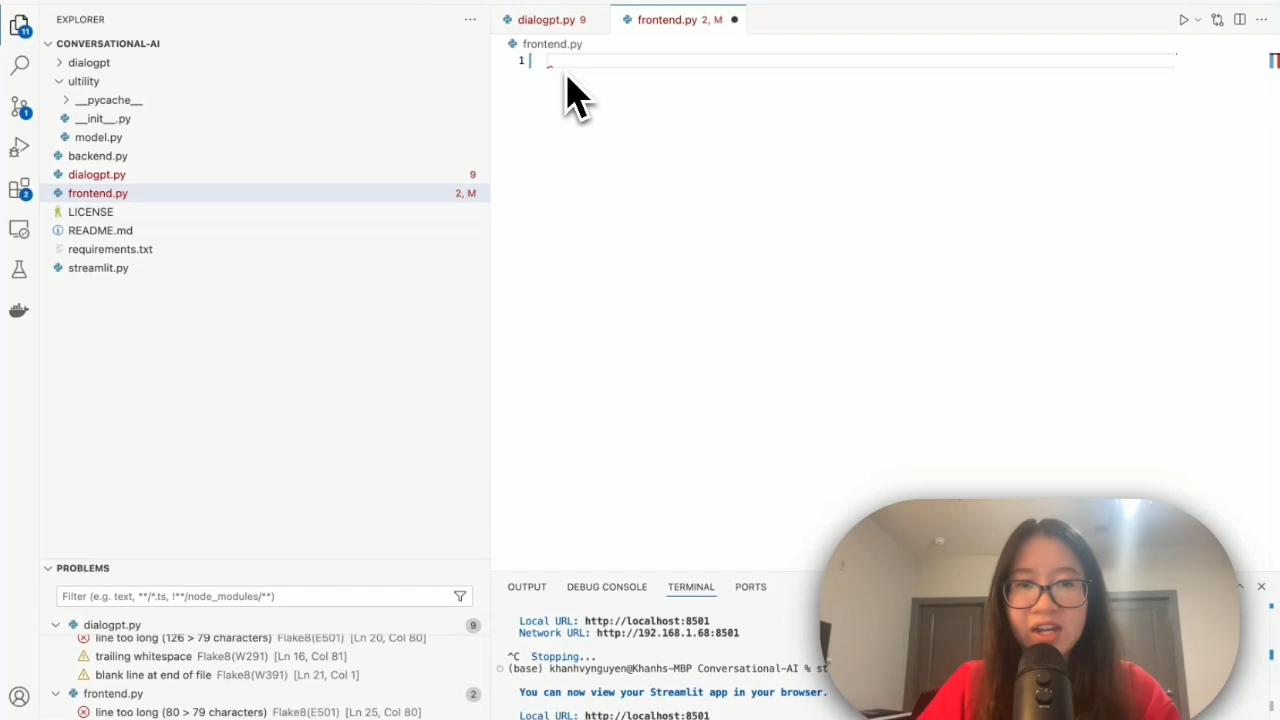 EXPLORER
CONVERSATIONAL-AI
dialogpt
ultility
__pycache__
__init__.py
model.py
backend.py
dialogpt.py 9
frontend.py 2, M
LICENSE
README.md
requirements.txt
streamlit.py
11
1
2
PROBLEMS
Filter (e.g. text, **/*.ts, !**/node_modules/**)
dialogpt.py 9
line too long (126 > 79 characters) Flake8(E501) [Ln 20, Col 80]
trailing whitespace Flake8(W291) [Ln 16, Col 81]
blank line at end of file Flake8(W391) [Ln 21, Col 1]
frontend.py 2
line too long (80 > 79 characters) Flake8(E501) [Ln 25, Col 80]
dialogpt.py 9 frontend.py 2, M
frontend.py
1
OUTPUT DEBUG CONSOLE TERMINAL PORTS
Local URL: http://localhost:8501
Network URL: http://192.168.1.68:8501
^C Stopping...
(base) khanhvynguyen@Khanhs-MBP Conversational-AI % st
You can now view your Streamlit app in your browser.
Local URL: http://localhost:8501